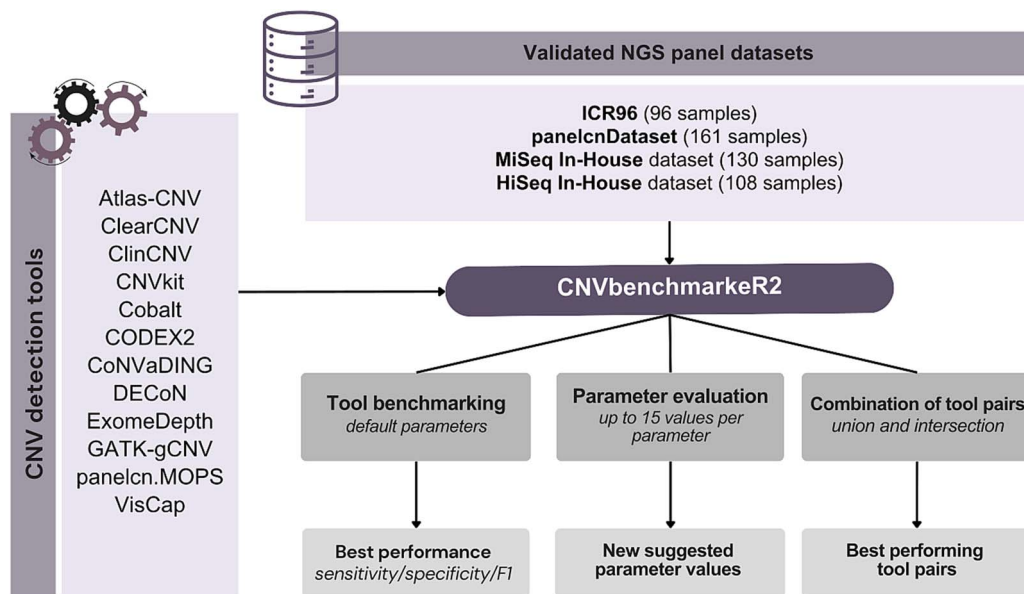 Validated NGS panel datasets
ICR96 (96 samples)
panelcnDataset (161 samples)
MiSeq In-House dataset (130 samples)
HiSeq In-House dataset (108 samples)
CNV detection tools
Atlas-CNV
ClearCNV
ClinCNV
CNVkit
Cobalt
CODEX2
CoNVaDING
DECoN
ExomeDepth
GATK-gCNV
panelcn.MOPS
VisCap
CNVbenchmarkeR2
Tool benchmarking
default parameters
Parameter evaluation
up to 15 values per
parameter
Combination of tool pairs
union and intersection
Best performance
sensitivity/specificity/F1
New suggested
parameter values
Best performing
tool pairs